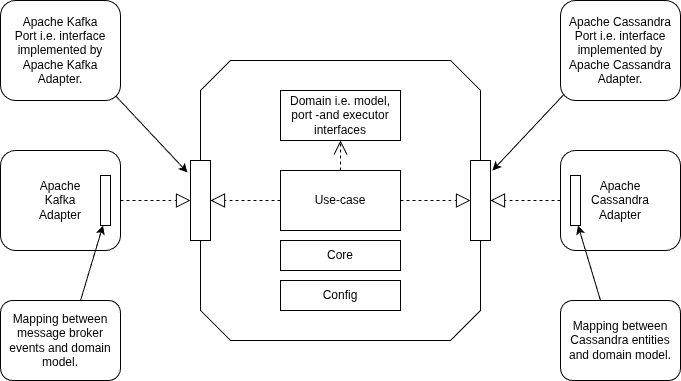 Apache Kafka
Port i.e. interface
implemented by
Apache Kafka
Adapter.
Apache Cassandra
Port i.e. interface
implemented by
Apache Cassandra
Adapter.
Domain i.e. model,
port -and executor
interfaces
Apache
Kafka
Adapter
Use-case
Apache
Cassandra
Adapter
Core
Config
Mapping between
message broker
events and domain
model.
Mapping between
Cassandra entities
and domain model.